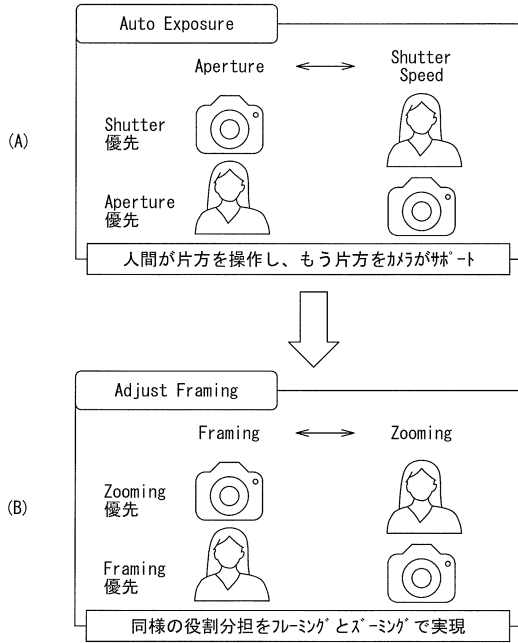 Auto Exposure
Aperture ↔ Shutter Speed
(A)
Shutter
優先
Aperture
優先
人間が片方を操作し、もう片方をｶﾒﾗがｻﾎﾟｰﾄ
Adjust Framing
Framing ↔ Zooming
(B)
Zooming
優先
Framing
優先
同様の役割分担をﾌﾚｰﾐﾝｸﾞとｽﾞｰﾐﾝｸﾞで実現